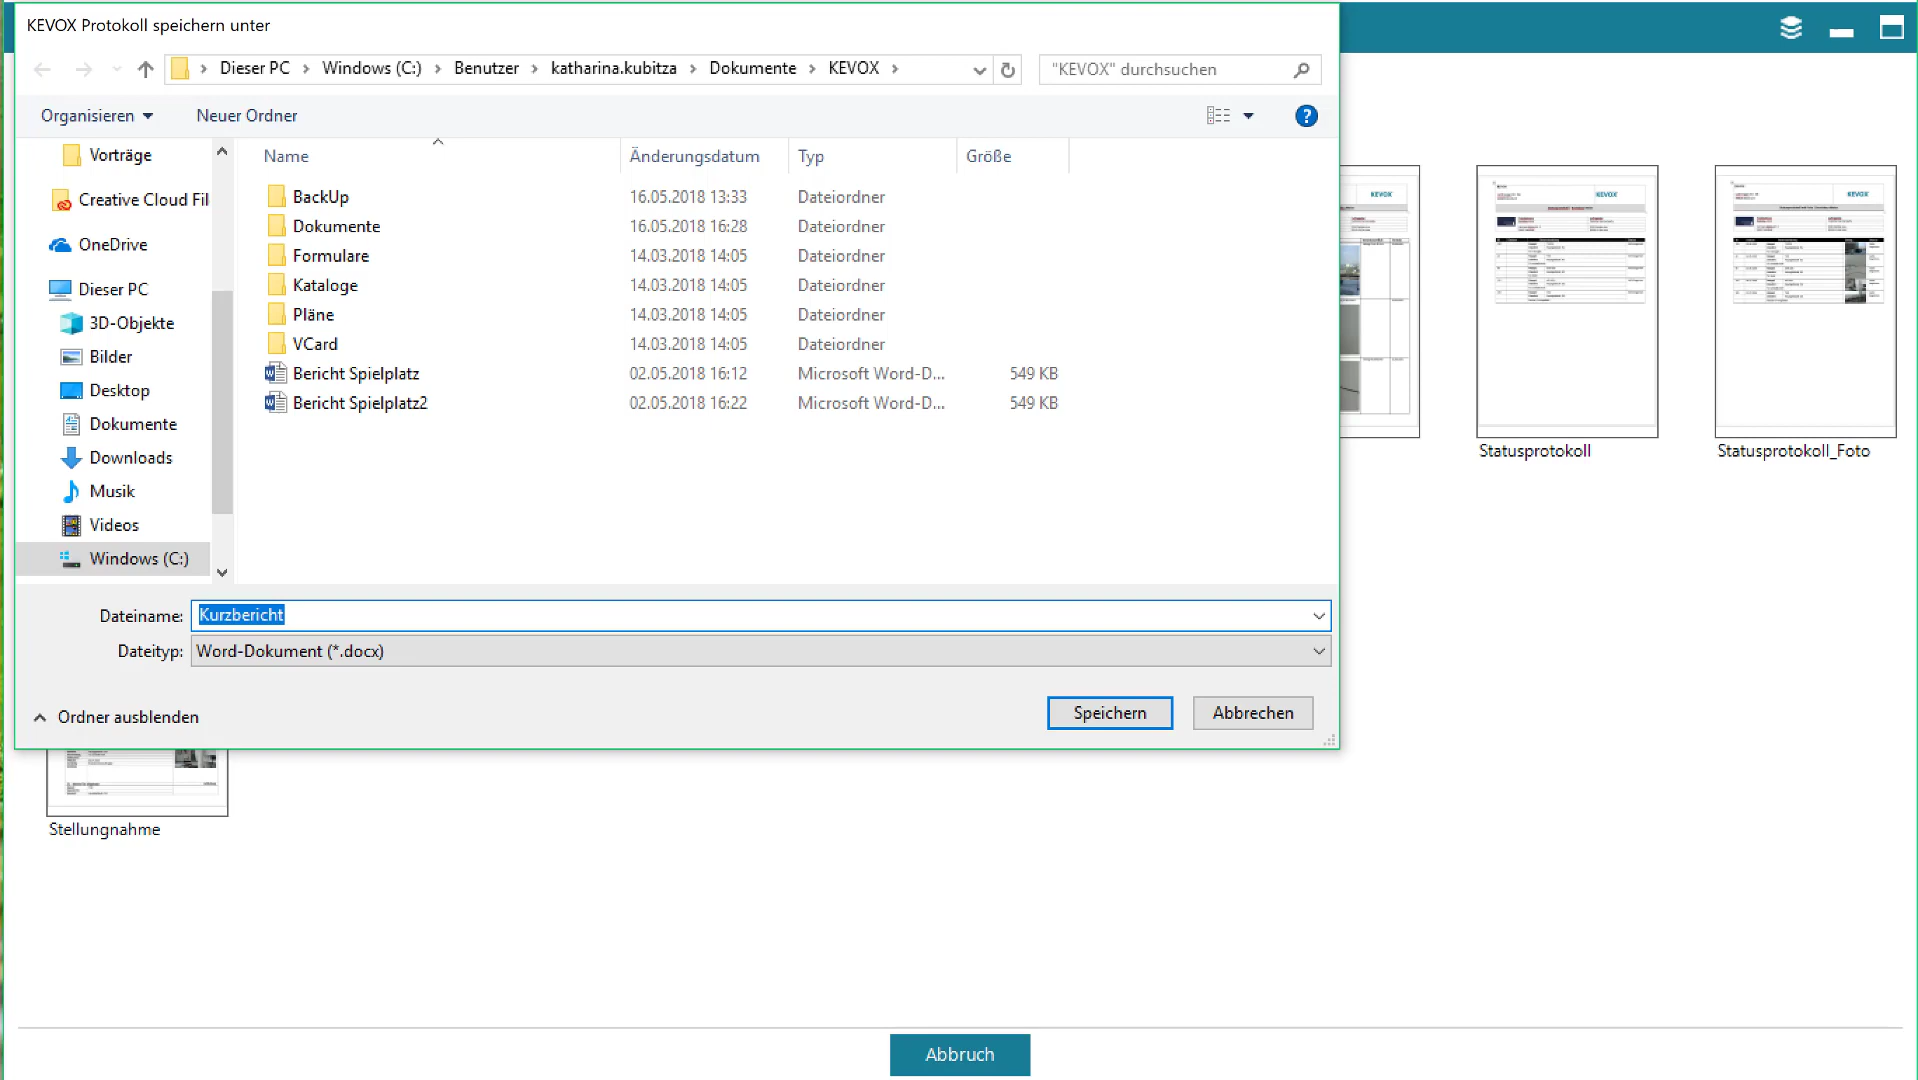 KEVOX Protokoll speichern unter
Dieser PC › Windows (C:) › Benutzer › katharina.kubitza › Dokumente › KEVOX ›
"KEVOX" durchsuchen
Organisieren
Neuer Ordner
?
Vorträge
Creative Cloud Fil
OneDrive
Dieser PC
3D-Objekte
Bilder
Desktop
Dokumente
Downloads
Musik
Videos
Windows (C:)
Name Änderungsdatum Typ Größe
BackUp 16.05.2018 13:33 Dateiordner
Dokumente 16.05.2018 16:28 Dateiordner
Formulare 14.03.2018 14:05 Dateiordner
Kataloge 14.03.2018 14:05 Dateiordner
Pläne 14.03.2018 14:05 Dateiordner
VCard 14.03.2018 14:05 Dateiordner
Bericht Spielplatz 02.05.2018 16:12 Microsoft Word-D... 549 KB
Bericht Spielplatz2 02.05.2018 16:22 Microsoft Word-D... 549 KB
Dateiname: Kurzbericht
Dateityp: Word-Dokument (*.docx)
Ordner ausblenden
Speichern
Abbrechen
KEVOX
KEVOX
KEVOX
Statusprotokoll
Statusprotokoll_Foto
Stellungnahme
Abbruch